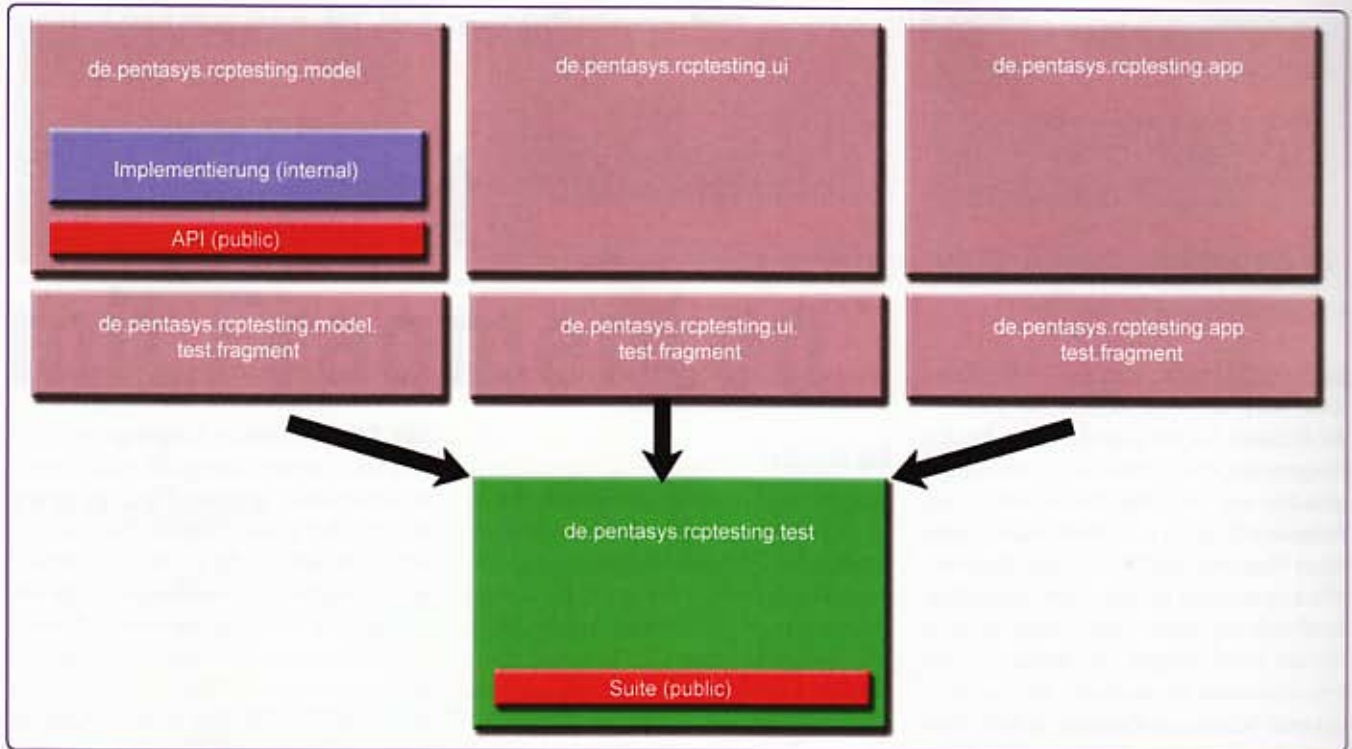 de.pentasys.rcptesting.model
Implementierung (internal)
API (public)
de.pentasys.rcptesting.ui
de.pentasys.rcptesting.app
de.pentasys.rcptesting.model.
test.fragment
de.pentasys.rcptesting.ui.
test.fragment
de.pentasys.rcptesting.app
test.fragment
de.pentasys.rcptesting.test
Suite (public)